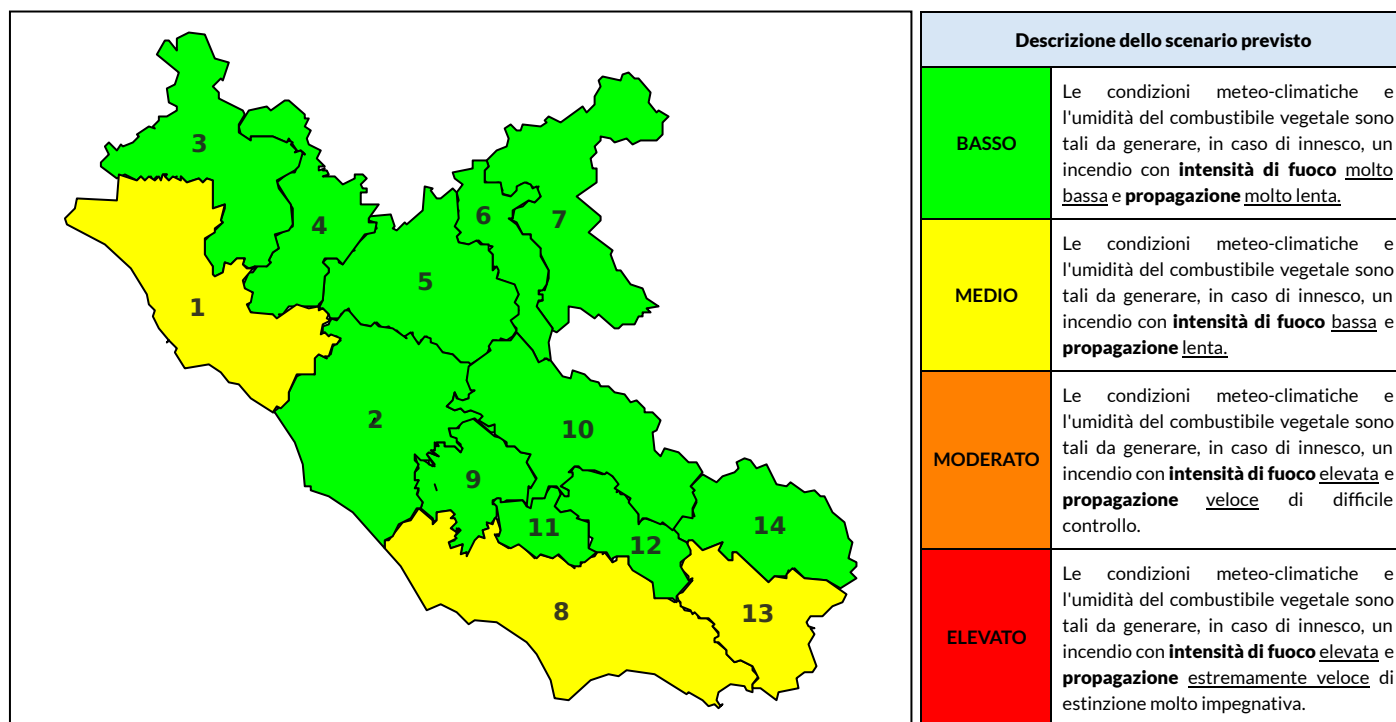 3
4
6
7
5
1
2
10
9
11
12
14
8
13
Descrizione dello scenario previsto
BASSO
Le condizioni meteo-climatiche e
l'umidità del combustibile vegetale sono
tali da generare, in caso di innesco, un
incendio con intensità di fuoco molto
bassa e propagazione molto lenta.
MEDIO
Le condizioni meteo-climatiche e
l'umidità del combustibile vegetale sono
tali da generare, in caso di innesco, un
incendio con intensità di fuoco bassa e
propagazione lenta.
MODERATO
Le condizioni meteo-climatiche e
l'umidità del combustibile vegetale sono
tali da generare, in caso di innesco, un
incendio con intensità di fuoco elevata e
propagazione veloce di difficile
controllo.
ELEVATO
Le condizioni meteo-climatiche e
l'umidità del combustibile vegetale sono
tali da generare, in caso di innesco, un
incendio con intensità di fuoco elevata e
propagazione estremamente veloce di
estinzione molto impegnativa.